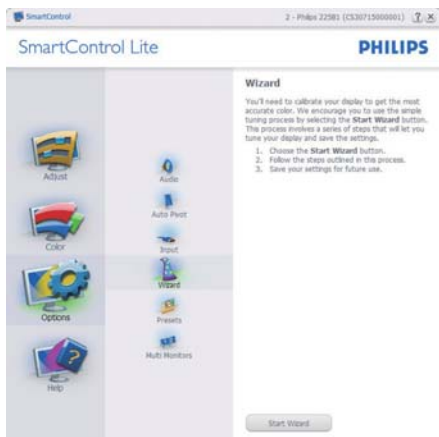 SmartControl
2 - Philips 225B1 (CS30715000001)
SmartControl Lite
PHILIPS
Adjust
Color
Options
Help
Audio
Auto Pivot
Input
Wizard
Presets
Multi Monitors
Wizard
You'll need to calibrate your display to get the most
accurate color. We encourage you to use the simple
tuning process by selecting the Start Wizard button.
This process involves a series of steps that will let you
tune your display and save the settings.
1. Choose the Start Wizard button.
2. Follow the steps outlined in this process.
3. Save your settings for future use.
Start Wizard